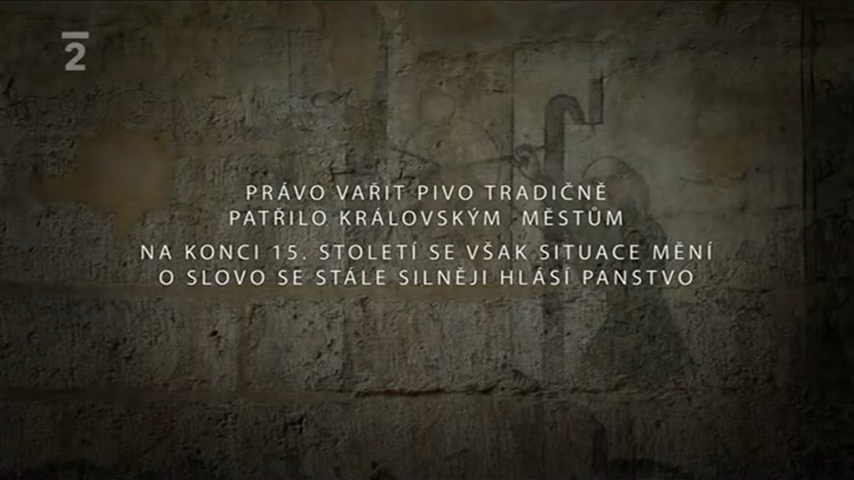 2
PRÁVO VAŘIT PIVO TRADIČNĚ
PATŘILO KRÁLOVSKÝM MĚSTŮM
NA KONCI 15. STOLETÍ SE VŠAK SITUACE MĚNÍ
O SLOVO SE STÁLE SILNĚJI HLÁSÍ PANSTVO